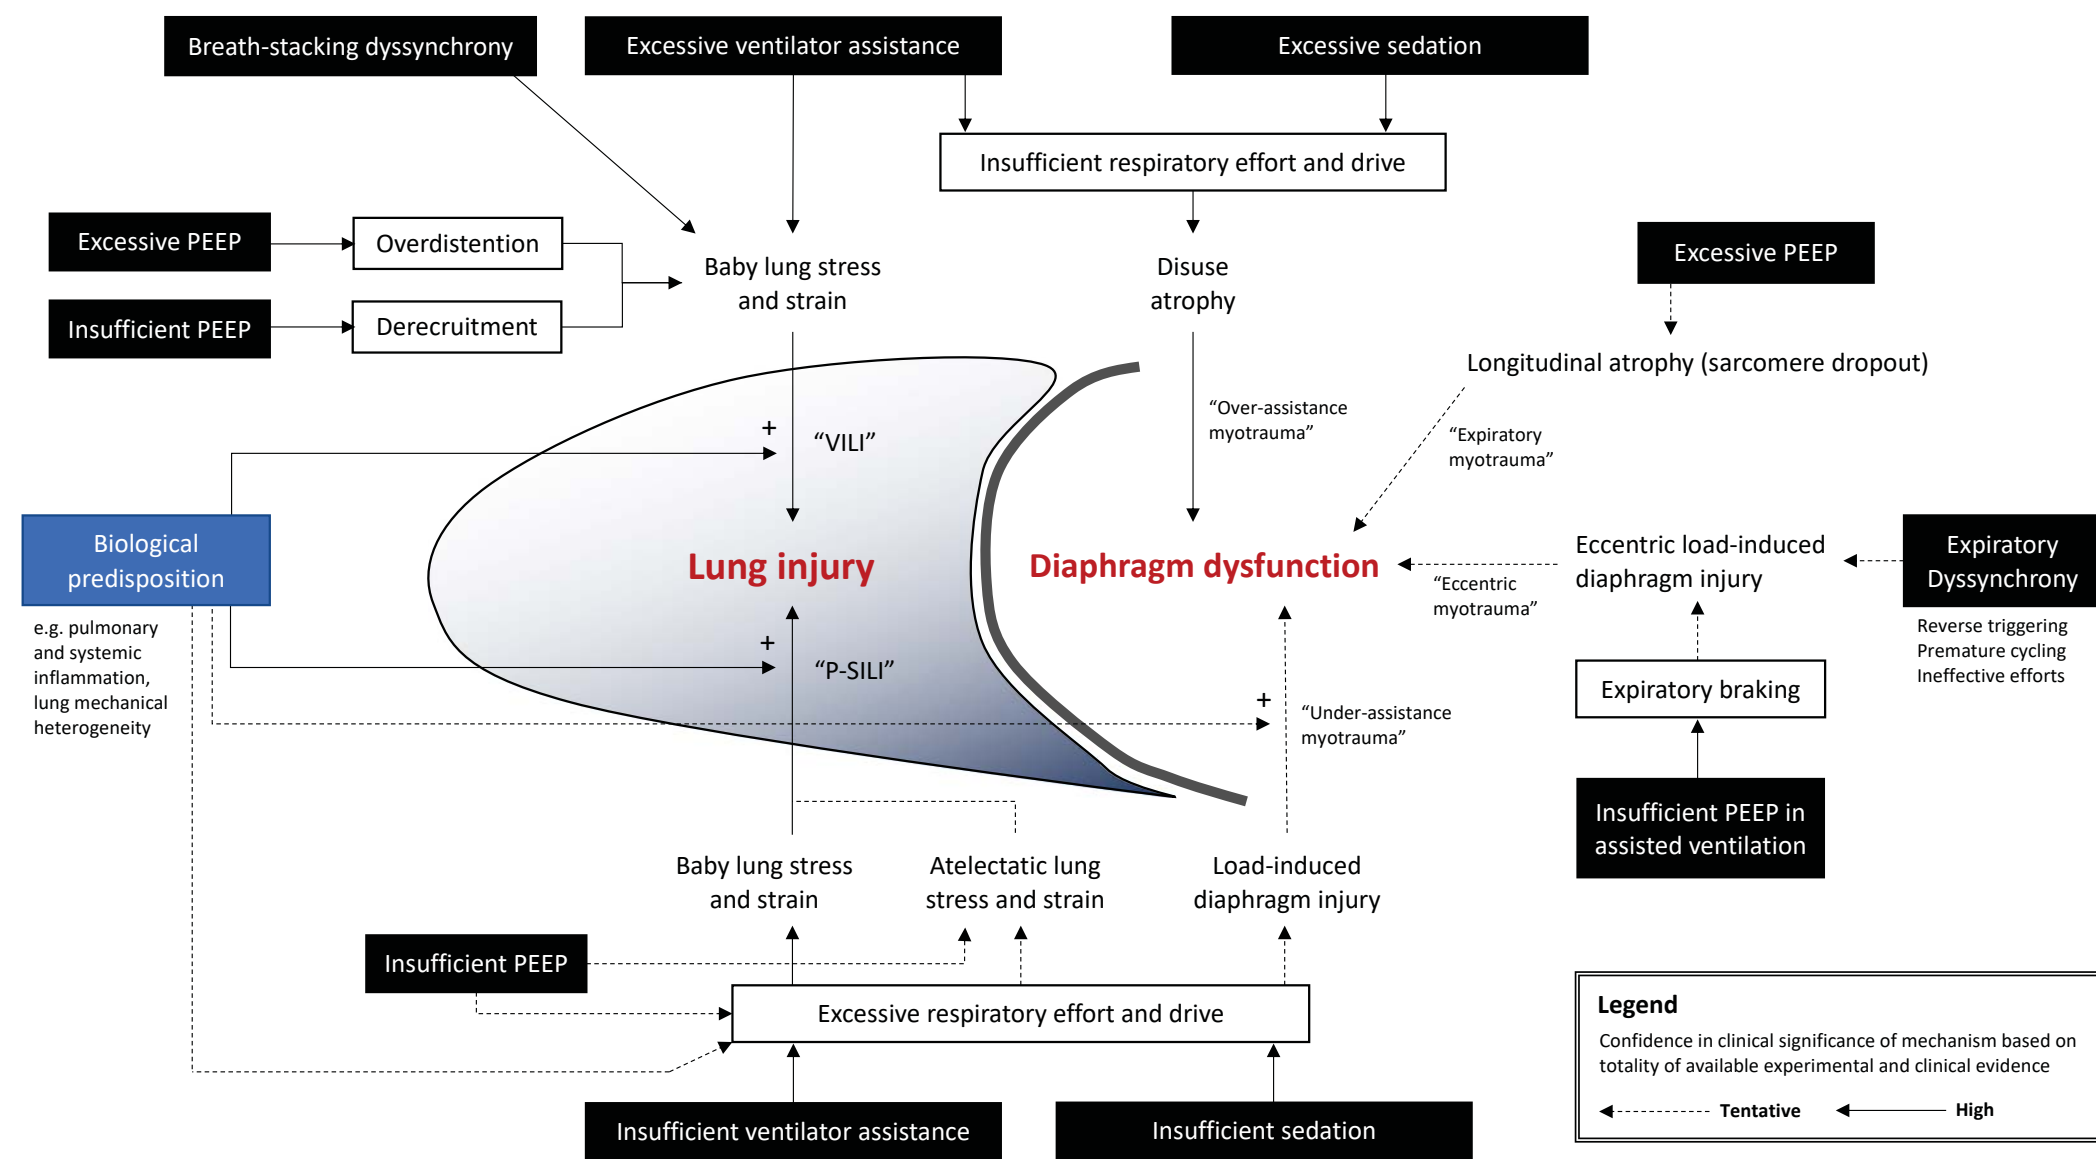 Breath-stacking dyssynchrony
Excessive ventilator assistance
Excessive sedation
Insufficient respiratory effort and drive
Excessive PEEP
Overdistention
Insufficient PEEP
Derecruitment
Baby lung stress
and strain
Disuse
atrophy
Excessive PEEP
Longitudinal atrophy (sarcomere dropout)
“Over-assistance
myotrauma”
“Expiratory
myotrauma”
+
“VILI”
Biological
predisposition
e.g. pulmonary
and systemic
inflammation,
lung mechanical
heterogeneity
Lung injury
Diaphragm dysfunction
“Eccentric
myotrauma”
Eccentric load-induced
diaphragm injury
Expiratory
Dyssynchrony
Reverse triggering
Premature cycling
Ineffective efforts
+
“P-SILI”
+
“Under-assistance
myotrauma”
Expiratory braking
Insufficient PEEP in
assisted ventilation
Baby lung stress
and strain
Atelectatic lung
stress and strain
Load-induced
diaphragm injury
Insufficient PEEP
Excessive respiratory effort and drive
Insufficient ventilator assistance
Insufficient sedation
Legend
Confidence in clinical significance of mechanism based on
totality of available experimental and clinical evidence
Tentative
High